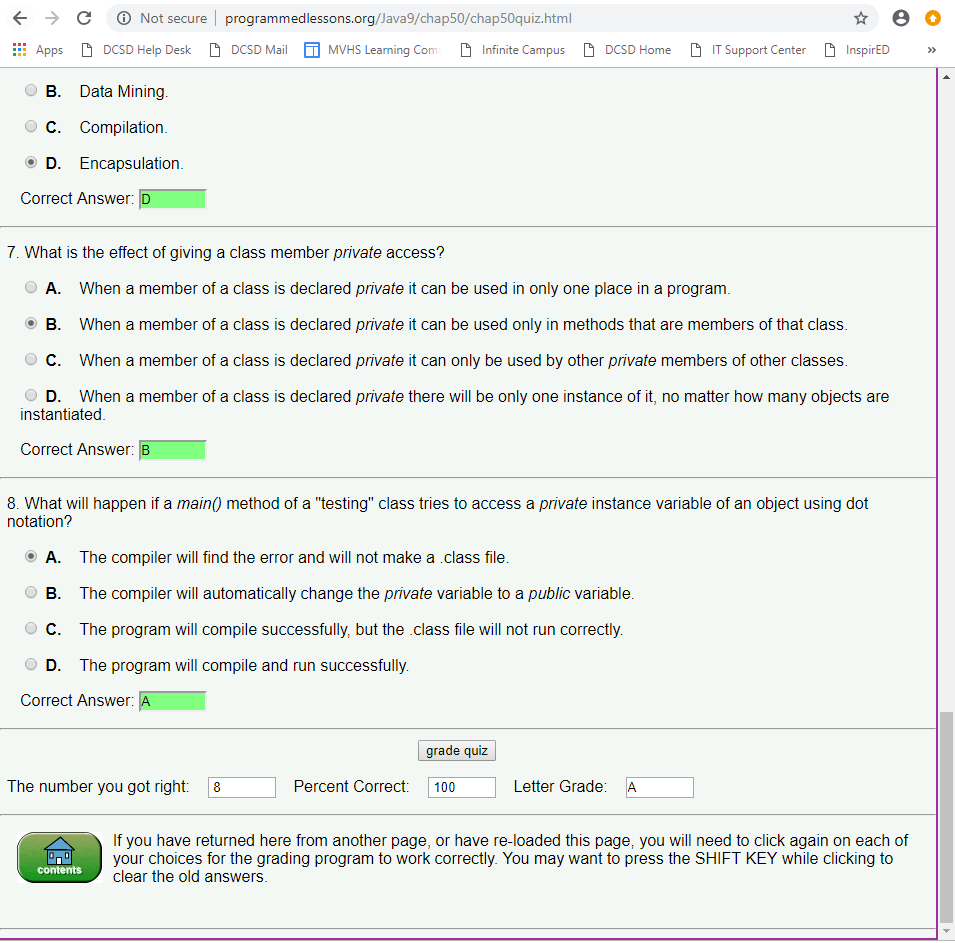 Not secure | programmedlessons.org/Java9/chap50/chap50quiz.html
Apps DCSD Help Desk DCSD Mail MVHS Learning Com Infinite Campus DCSD Home IT Support Center InspirED »
B. Data Mining.
C. Compilation.
D. Encapsulation.
Correct Answer: D
7. What is the effect of giving a class member private access?
A. When a member of a class is declared private it can be used in only one place in a program.
B. When a member of a class is declared private it can be used only in methods that are members of that class.
C. When a member of a class is declared private it can only be used by other private members of other classes.
D. When a member of a class is declared private there will be only one instance of it, no matter how many objects are
instantiated.
Correct Answer: B
8. What will happen if a main() method of a "testing" class tries to access a private instance variable of an object using dot
notation?
A. The compiler will find the error and will not make a .class file.
B. The compiler will automatically change the private variable to a public variable.
C. The program will compile successfully, but the .class file will not run correctly.
D. The program will compile and run successfully.
Correct Answer: A
grade quiz
The number you got right: 8 Percent Correct: 100 Letter Grade: A
If you have returned here from another page, or have re-loaded this page, you will need to click again on each of
your choices for the grading program to work correctly. You may want to press the SHIFT KEY while clicking to
clear the old answers.
contents